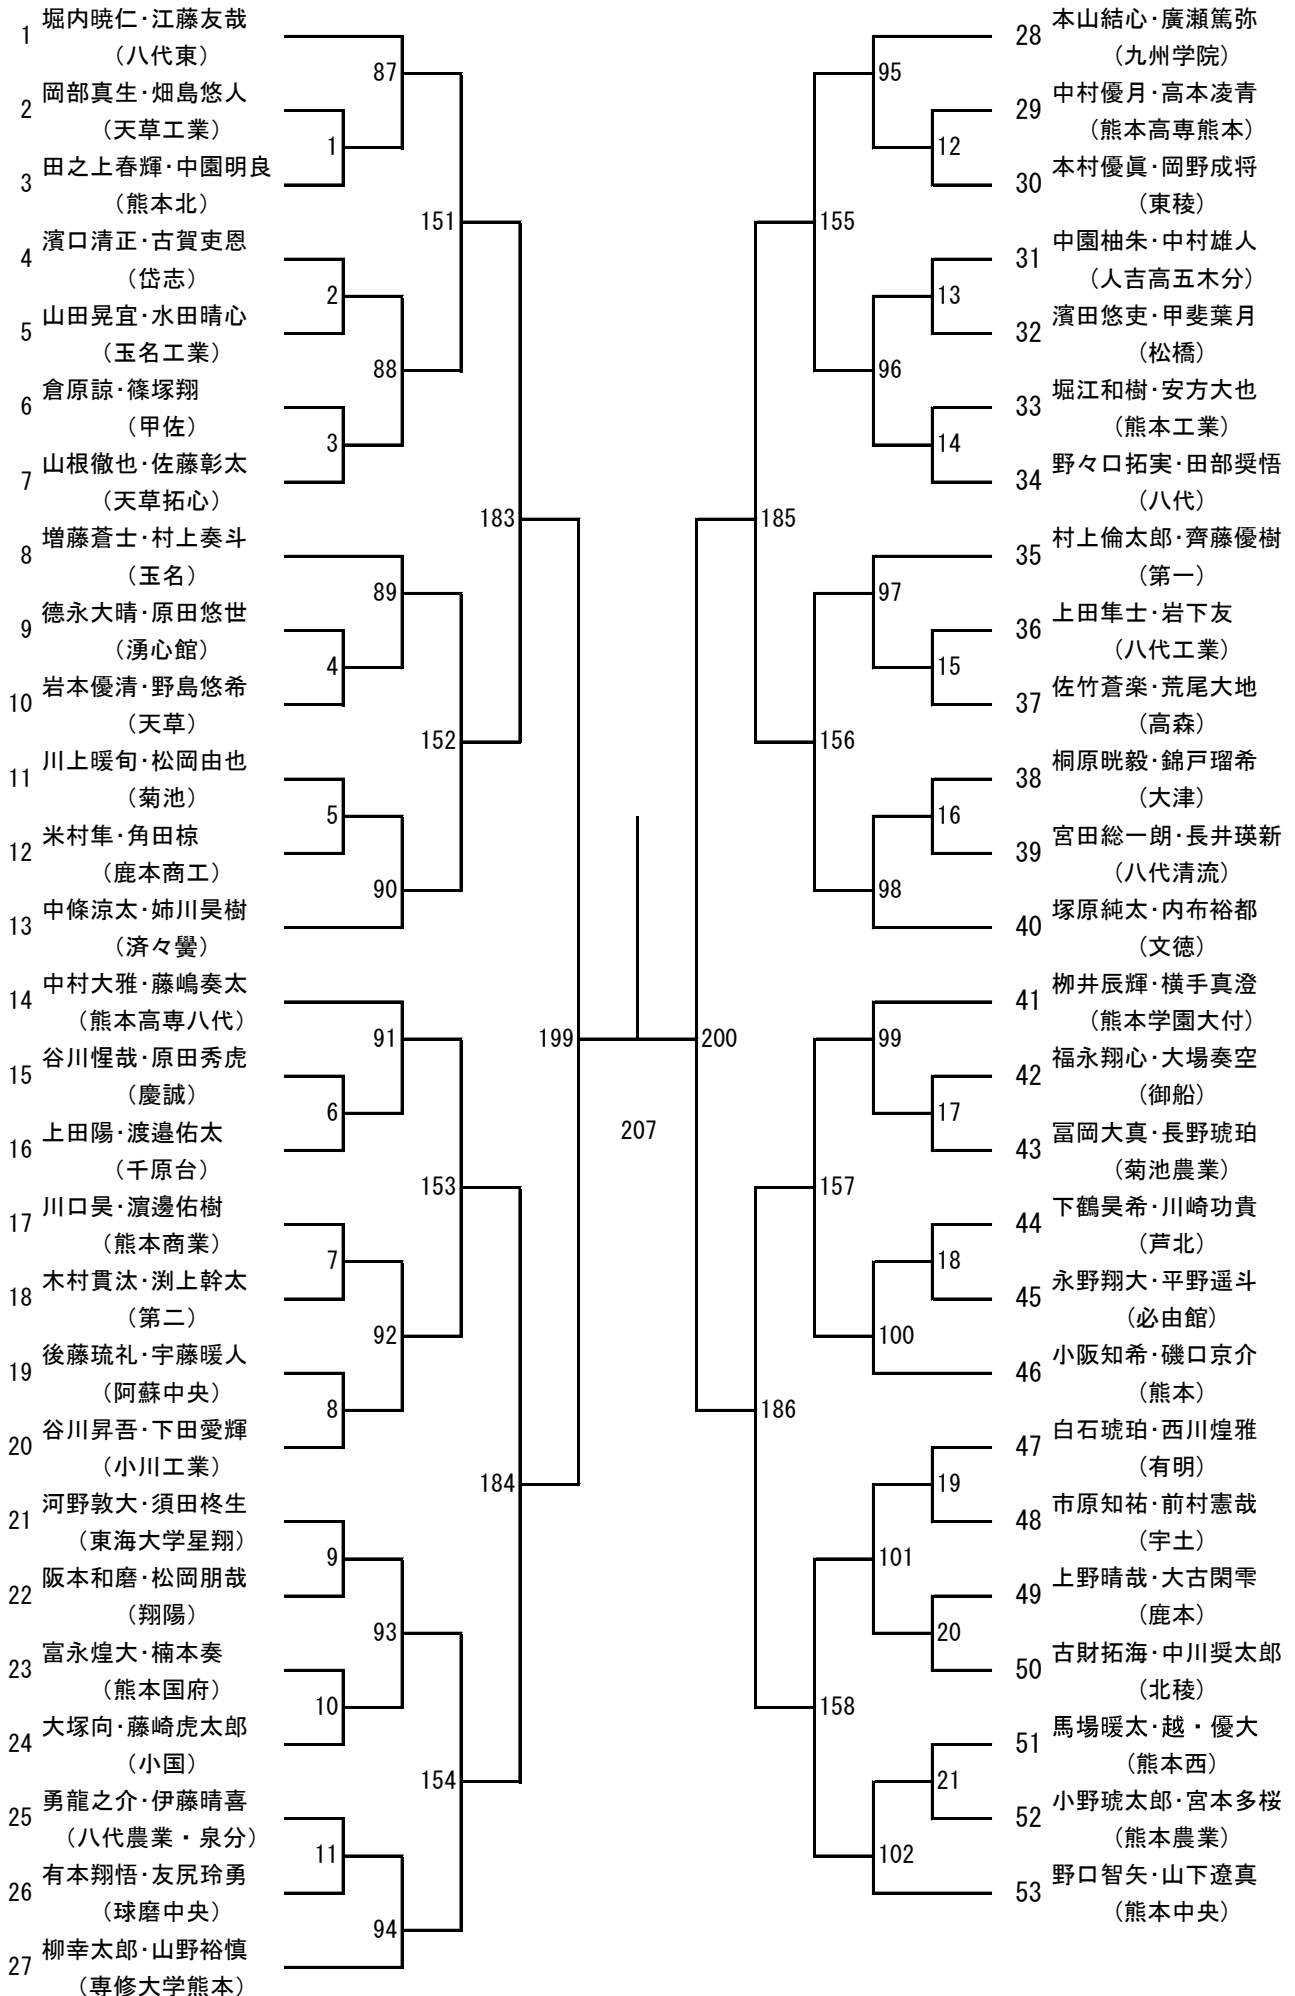 1 堀内暁仁・江藤友哉
（八代東）
2 岡部真生・畑島悠人
（天草工業）
3 田之上春輝・中園明良
（熊本北）
4 濱口清正・古賀吏恩
（岱志）
5 山田晃宜・水田晴心
（玉名工業）
6 倉原諒・篠塚翔
（甲佐）
7 山根徹也・佐藤彰太
（天草拓心）
8 増藤蒼士・村上奏斗
（玉名）
9 德永大晴・原田悠世
（湧心館）
10 岩本優清・野島悠希
（天草）
11 川上暖旬・松岡由也
（菊池）
12 米村隼・角田椋
（鹿本商工）
13 中條涼太・姉川昊樹
（済々黌）
14 中村大雅・藤嶋奏太
（熊本高専八代）
15 谷川惺哉・原田秀虎
（慶誠）
16 上田陽・渡邉佑太
（千原台）
17 川口昊・濵邊佑樹
（熊本商業）
18 木村貫汰・渕上幹太
（第二）
19 後藤琉礼・宇藤暖人
（阿蘇中央）
20 谷川昇吾・下田愛輝
（小川工業）
21 河野敦大・須田柊生
（東海大学星翔）
22 阪本和磨・松岡朋哉
（翔陽）
23 富永煌大・楠本奏
（熊本国府）
24 大塚向・藤崎虎太郎
（小国）
25 勇龍之介・伊藤晴喜
（八代農業・泉分）
26 有本翔悟・友尻玲勇
（球磨中央）
27 柳幸太郎・山野裕慎
（専修大学熊本）
87
1
151
2
88
3
183
89
4
152
5
90
199
91
6
153
7
92
8
184
9
93
10
154
11
94
207
28 本山結心・廣瀬篤弥
（九州学院）
29 中村優月・高本凌青
（熊本高専熊本）
30 本村優眞・岡野成将
（東稜）
31 中園柚朱・中村雄人
（人吉高五木分）
32 濱田悠吏・甲斐葉月
（松橋）
33 堀江和樹・安方大也
（熊本工業）
34 野々口拓実・田部奨悟
（八代）
35 村上倫太郎・齊藤優樹
（第一）
36 上田隼士・岩下友
（八代工業）
37 佐竹蒼楽・荒尾大地
（高森）
38 桐原晄毅・錦戸瑠希
（大津）
39 宮田総一朗・長井瑛新
（八代清流）
40 塚原純太・内布裕都
（文徳）
41 栁井辰輝・横手真澄
（熊本学園大付）
42 福永翔心・大場奏空
（御船）
43 冨岡大真・長野琥珀
（菊池農業）
44 下鶴昊希・川崎功貴
（芦北）
45 永野翔大・平野遥斗
（必由館）
46 小阪知希・磯口京介
（熊本）
47 白石琥珀・西川煌雅
（有明）
48 市原知祐・前村憲哉
（宇土）
49 上野晴哉・大古閑雫
（鹿本）
50 古財拓海・中川奨太郎
（北稜）
51 馬場暖太・越・優大
（熊本西）
52 小野琥太郎・宮本多桜
（熊本農業）
53 野口智矢・山下遼真
（熊本中央）
95
12
155
13
96
14
185
97
15
156
16
98
200
99
17
157
18
100
186
19
101
20
158
21
102